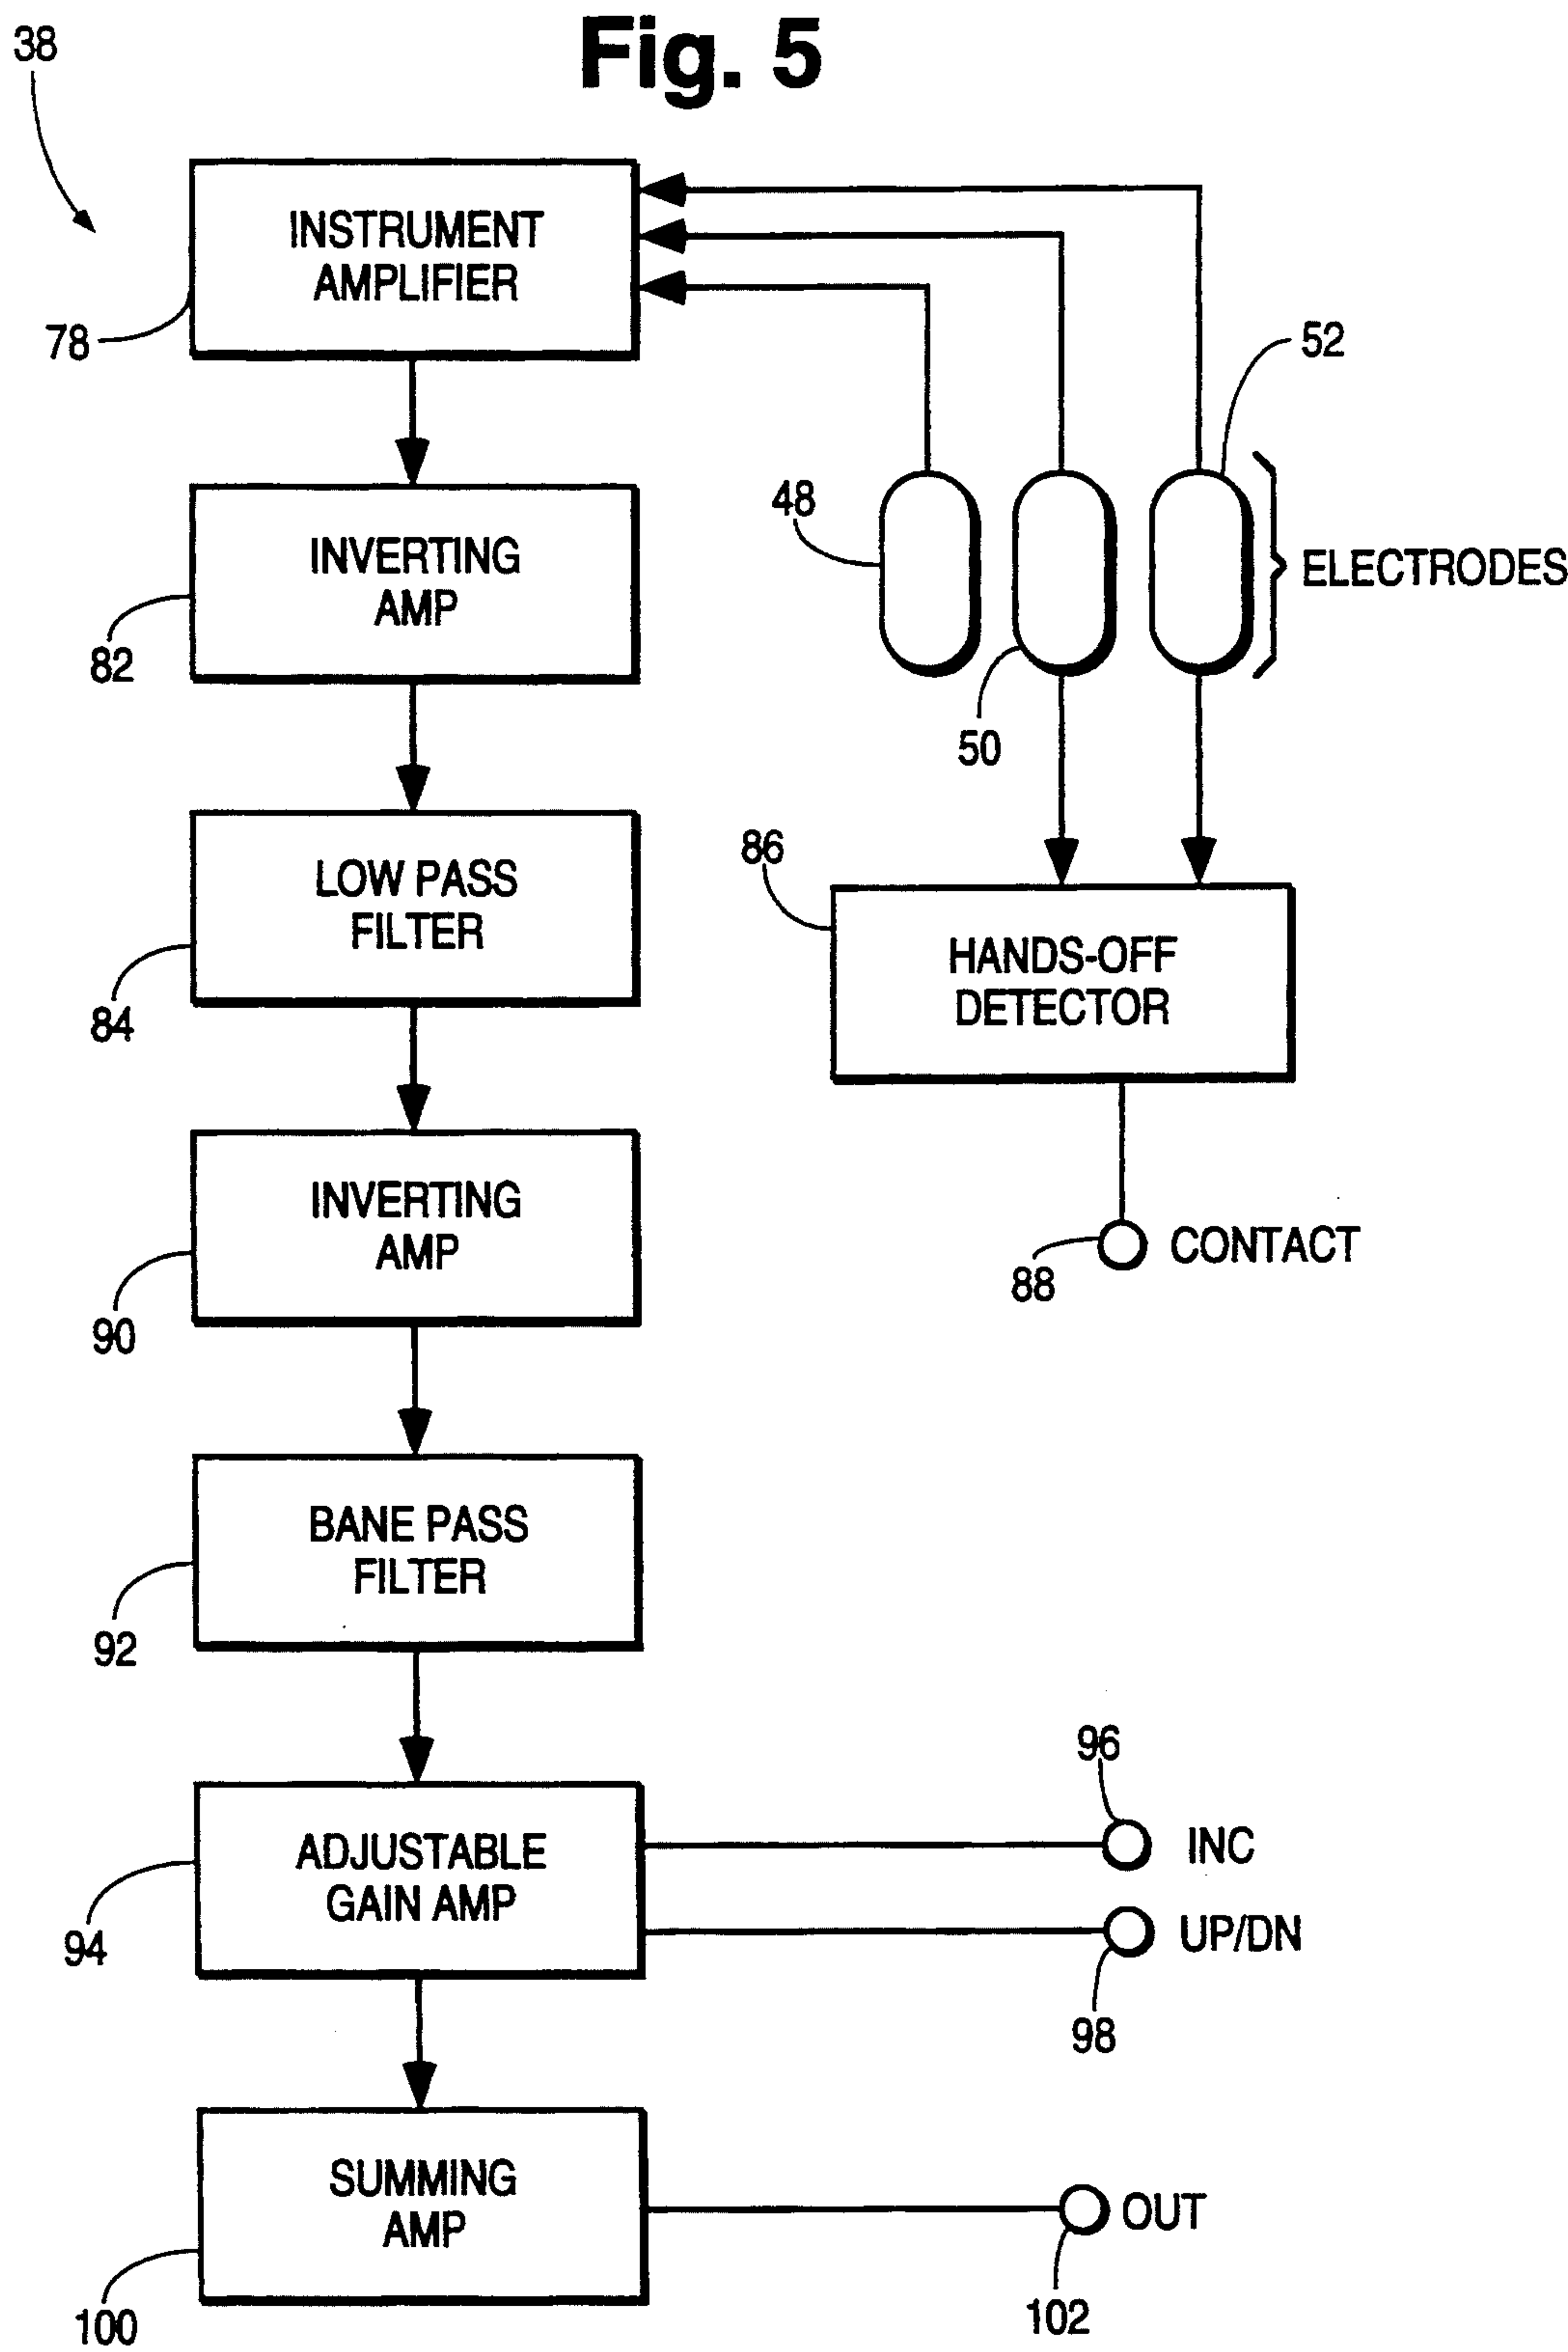 Fig. 5
38
INSTRUMENT
AMPLIFIER
78
52
48
ELECTRODES
INVERTING
AMP
82
50
LOW PASS
FILTER
84
86
HANDS-OFF
DETECTOR
INVERTING
AMP
90
88
CONTACT
BANE PASS
FILTER
92
96
INC
ADJUSTABLE
GAIN AMP
94
UP/DN
98
SUMMING
AMP
100
OUT
102